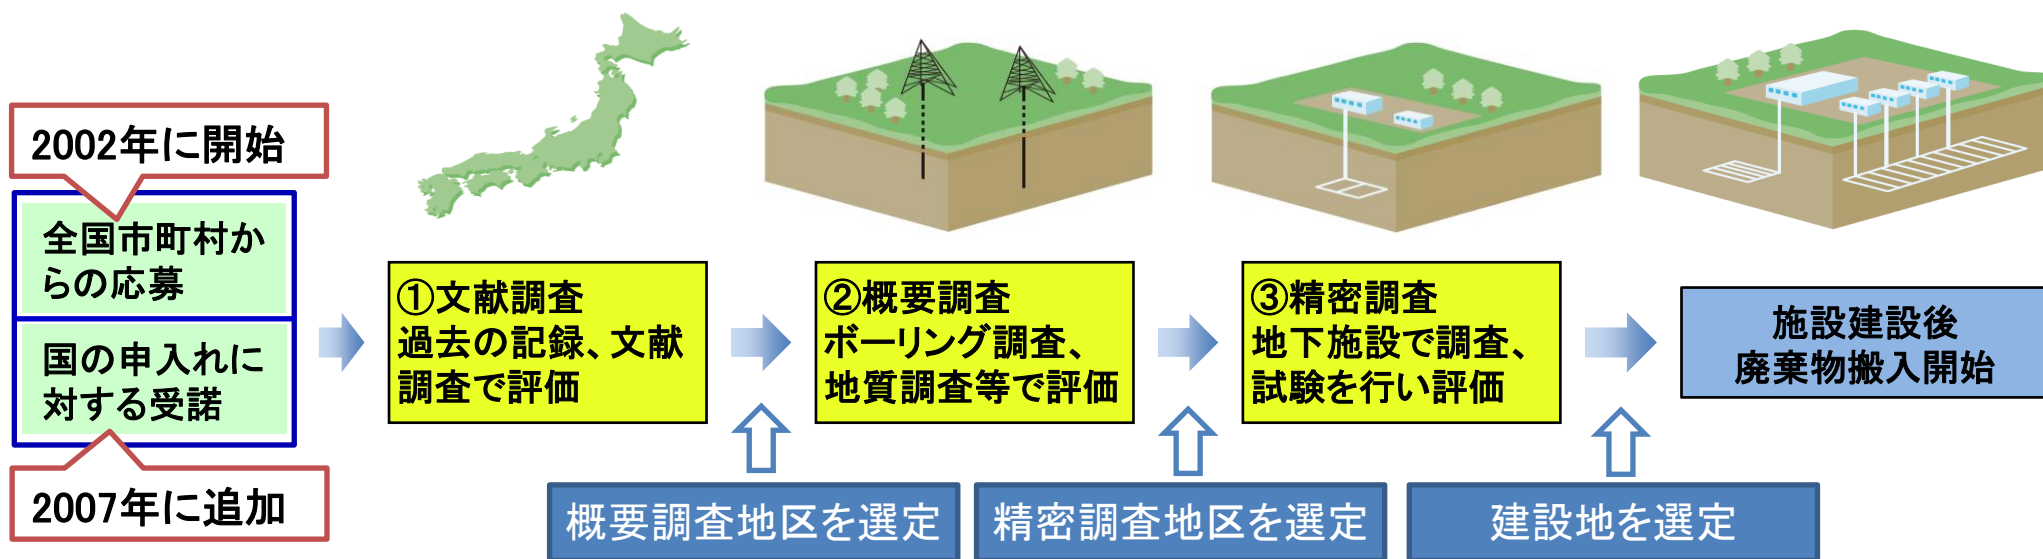 2002年に開始
全国市町村か
らの応募
国の申入れに
対する受諾
2007年に追加
①文献調査
過去の記録、文献
調査で評価
②概要調査
ボーリング調査、
地質調査等で評価
③精密調査
地下施設で調査、
試験を行い評価
施設建設後
廃棄物搬入開始
概要調査地区を選定
精密調査地区を選定
建設地を選定